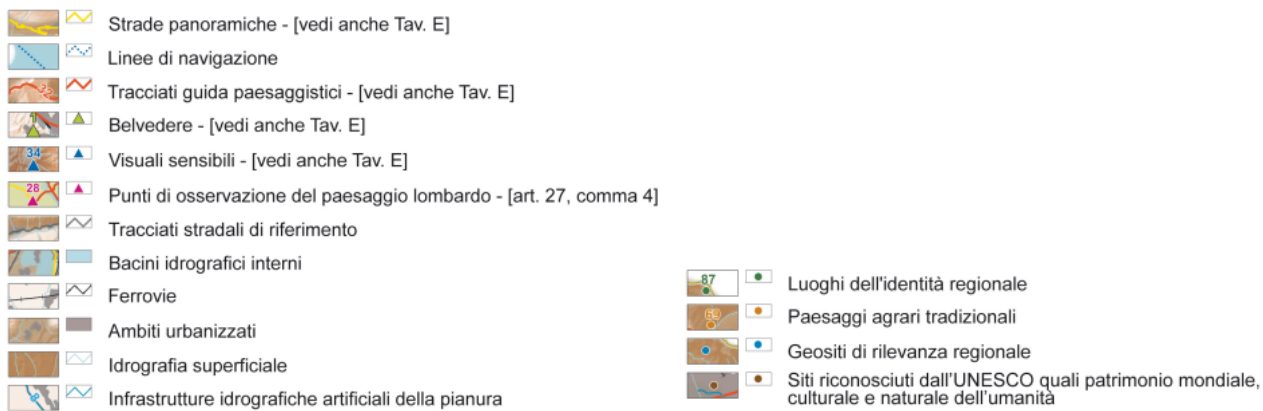 Strade panoramiche - [vedi anche Tav. E]
Linee di navigazione
32
Tracciati guida paesaggistici - [vedi anche Tav. E]
Belvedere - [vedi anche Tav. E]
34
Visuali sensibili - [vedi anche Tav. E]
28
Punti di osservazione del paesaggio lombardo - [art. 27, comma 4]
Tracciati stradali di riferimento
Bacini idrografici interni
Ferrovie
Ambiti urbanizzati
Idrografia superficiale
Infrastrutture idrografiche artificiali della pianura
87
Luoghi dell'identità regionale
69
Paesaggi agrari tradizionali
Geositi di rilevanza regionale
Siti riconosciuti dall'UNESCO quali patrimonio mondiale,
culturale e naturale dell'umanità